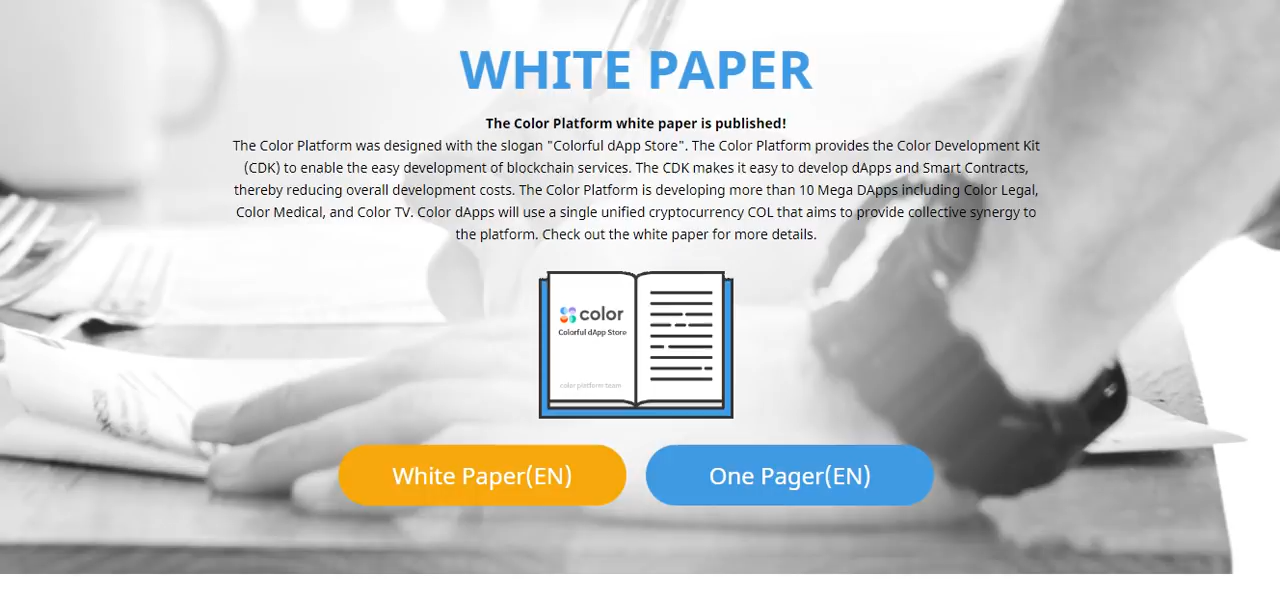 WHITE PAPER
The Color Platform white paper is published!
The Color Platform was designed with the slogan "Colorful dApp Store". The Color Platform provides the Color Development Kit
(CDK) to enable the easy development of blockchain services. The CDK makes it easy to develop dApps and Smart Contracts,
thereby reducing overall development costs. The Color Platform is developing more than 10 Mega DApps including Color Legal,
Color Medical, and Color TV. Color dApps will use a single unified cryptocurrency COL that aims to provide collective synergy to
the platform. Check out the white paper for more details.
color
Colorful dApp Store
color platform team
White Paper(EN)
One Pager(EN)